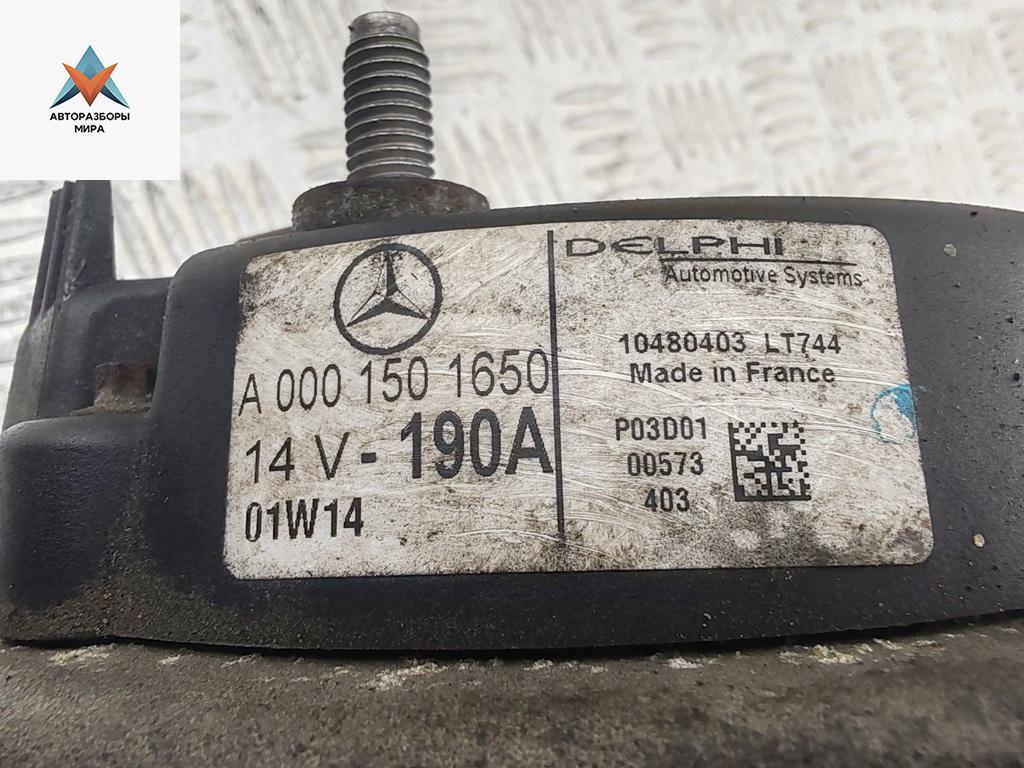 АВТОРАЗБОРЫ
МИРА
A 000 150 1650
14 V - 190A
01W14
DELPHI
Automotive Systems
10480403 LT744
Made in France
P03D01
00573
403